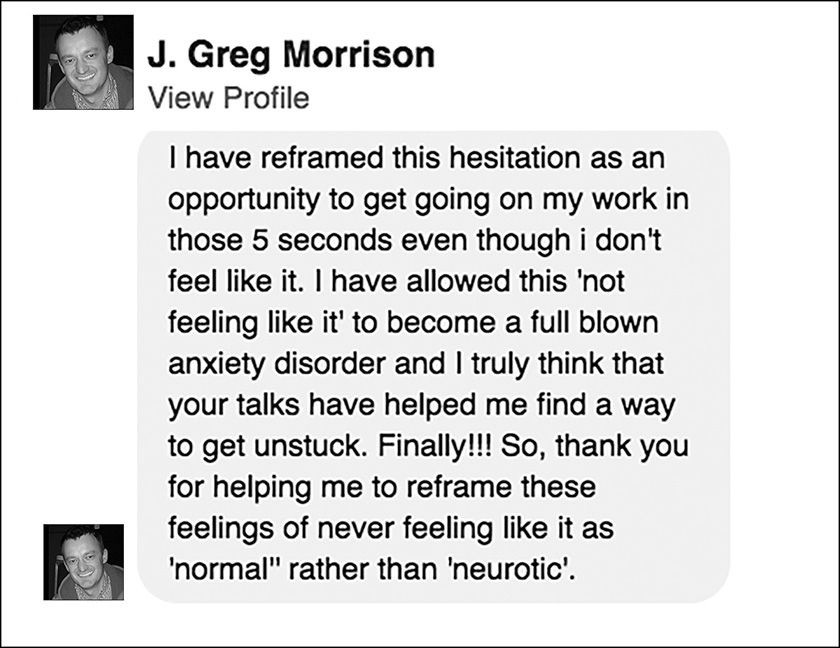 J. Greg Morrison
View Profile
I have reframed this hesitation as an
opportunity to get going on my work in
those 5 seconds even though i don't
feel like it. I have allowed this 'not
feeling like it' to become a full blown
anxiety disorder and I truly think that
your talks have helped me find a way
to get unstuck. Finally!!! So, thank you
for helping me to reframe these
feelings of never feeling like it as
'normal" rather than 'neurotic'.